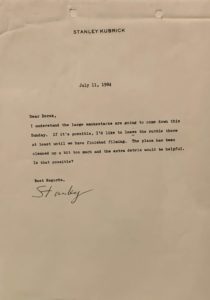 STANLEY KUBRICK
July 11, 1984
Dear Derek,
I understand the large warehouses are going to come down this
Sunday. If it's possible, I'd like to leave the rubble there
at least until we have finished filming. The place has been
cleaned up a bit too much and the extra debris would be helpful.
Is that possible?
Best Regards,
Stanley